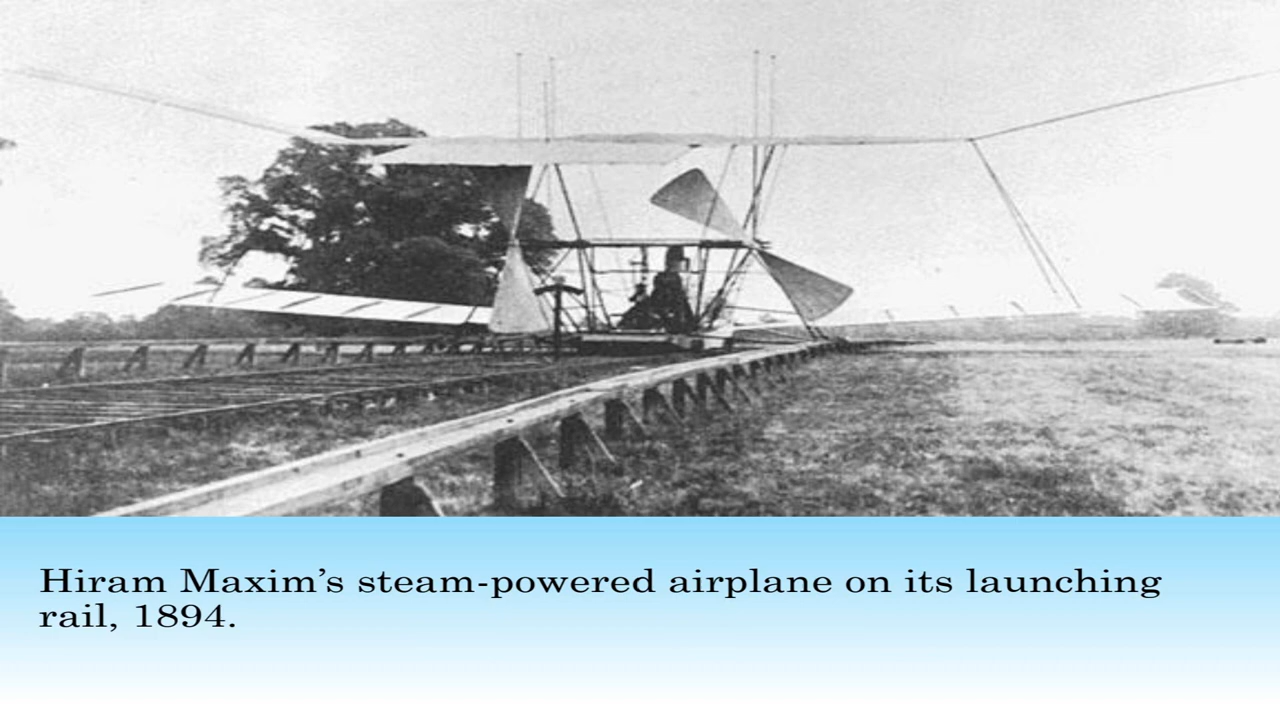 Hiram Maxim’s steam-powered airplane on its launching
rail, 1894.